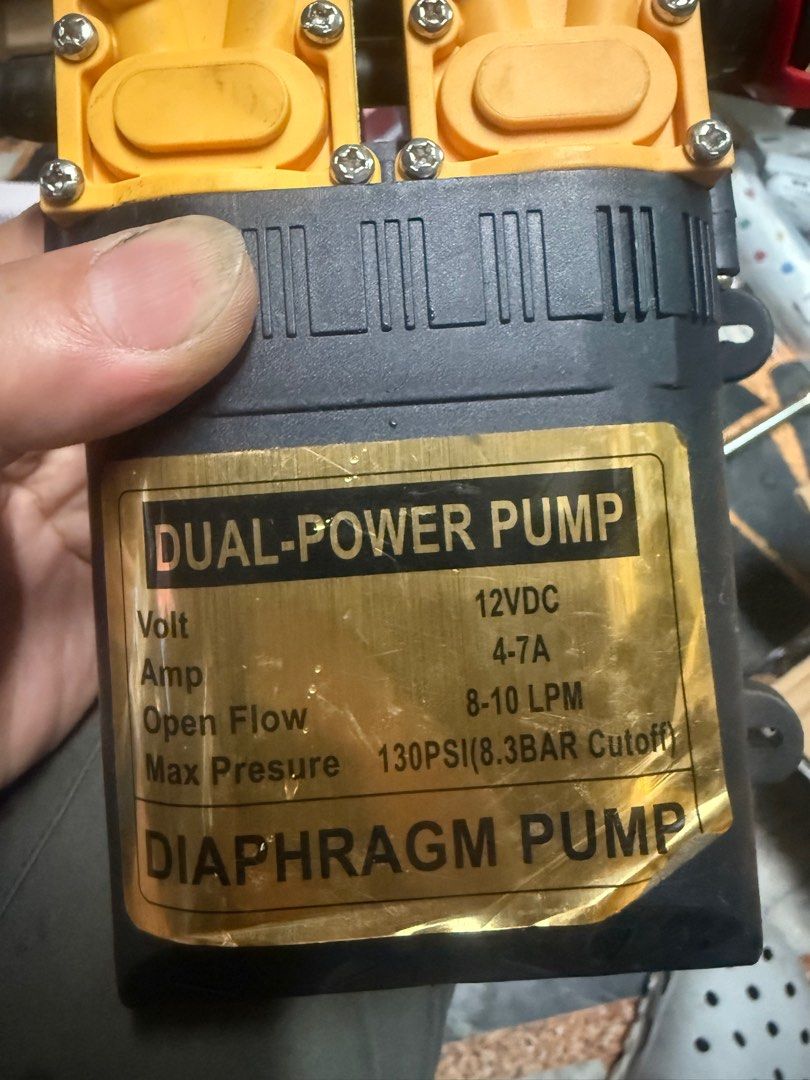 DUAL-POWER PUMP
Volt 12VDC
Amp 4-7A
Open Flow 8-10 LPM
Max Presure 130PSI(8.3BAR Cutoff)
DIAPHRAGM PUMP